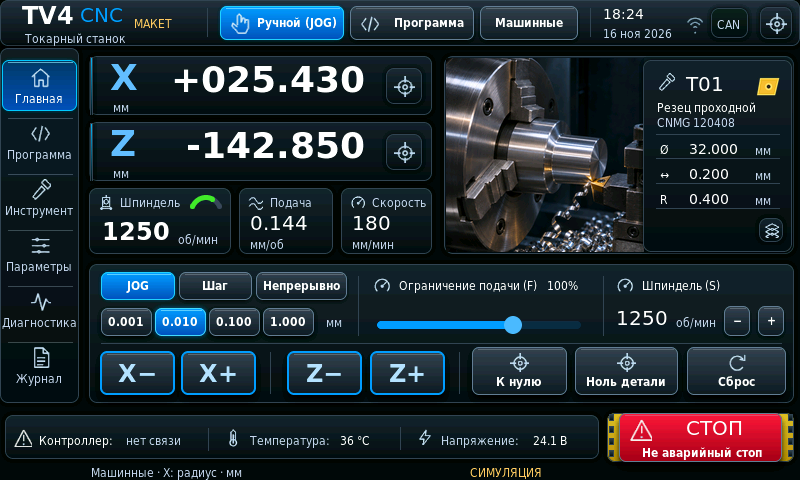 TV4 CNC МАКЕТ
Токарный станок
Ручной (JOG)
Программа
Машинные
18:24
16 ноя 2026
CAN
Главная
Программа
Инструмент
Параметры
Диагностика
Журнал
X +025.430
мм
Z -142.850
мм
Шпиндель
1250 об/мин
Подача
0.144
мм/об
Скорость
180
мм/мин
T01
Резец проходной
CNMG 120408
Ø 32.000 мм
↔ 0.200 мм
R 0.400 мм
JOG
Шаг
Непрерывно
0.001
0.010
0.100
1.000
мм
Ограничение подачи (F) 100%
Шпиндель (S)
1250 об/мин − +
X−
X+
Z−
Z+
К нулю
Ноль детали
Сброс
Контроллер: нет связи
Температура: 36 °C
Напряжение: 24.1 В
СТОП
Не аварийный стоп
Машинные · X: радиус · мм
СИМУЛЯЦИЯ